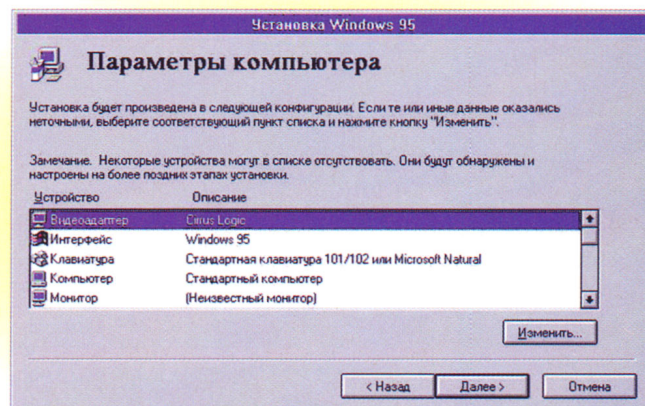 Установка Windows 95
Параметры компьютера
Установка будет произведена в следующей конфигурации. Если те или иные данные оказались
неточными, выберите соответствующий пункт списка и нажмите кнопку "Изменить".
Замечание. Некоторые устройства могут в списке отсутствовать. Они будут обнаружены и
настроены на более поздних этапах установки.
Устройство Описание
Видеоадаптер Cirrus Logic
Интерфейс Windows 95
Клавиатура Стандартная клавиатура 101/102 или Microsoft Natural
Компьютер Стандартный компьютер
Монитор (Неизвестный монитор)
Изменить...
< Назад Далее > Отмена